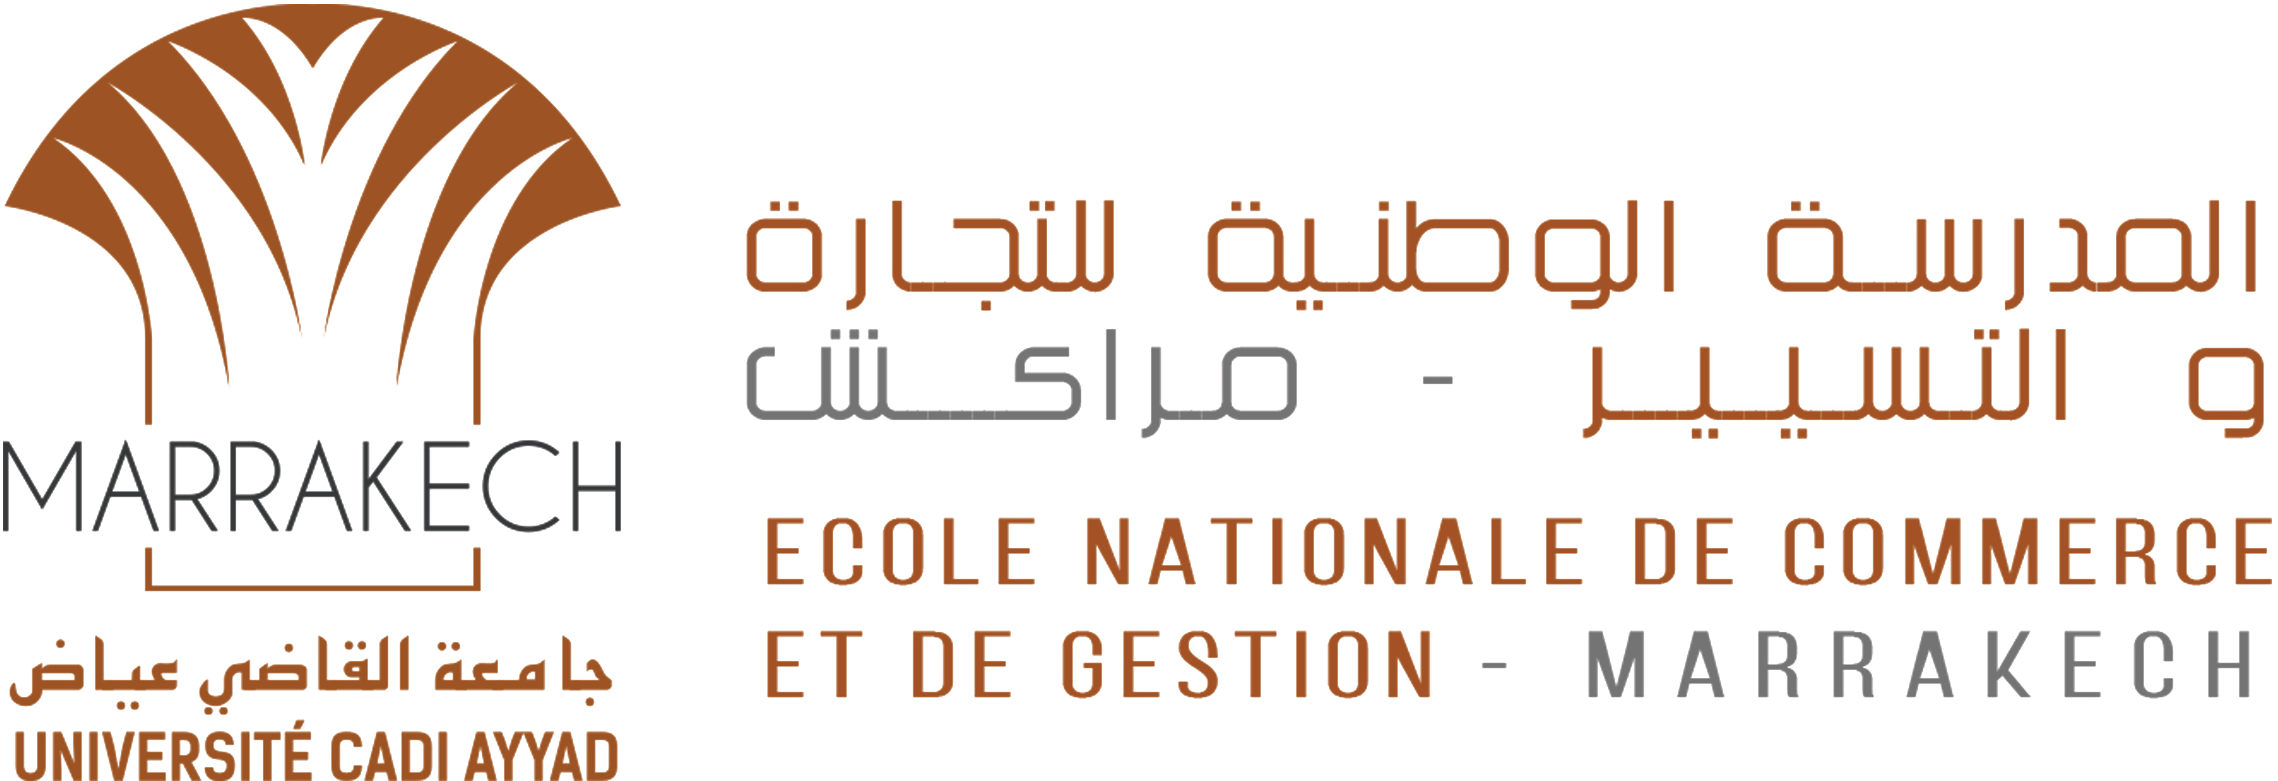 MARRAKECH
جامعة القاضي عياض
UNIVERSITÉ CADI AYYAD
المدرسة الوطنية للتجارة
و التسيير - مراكش
ECOLE NATIONALE DE COMMERCE
ET DE GESTION - MARRAKECH